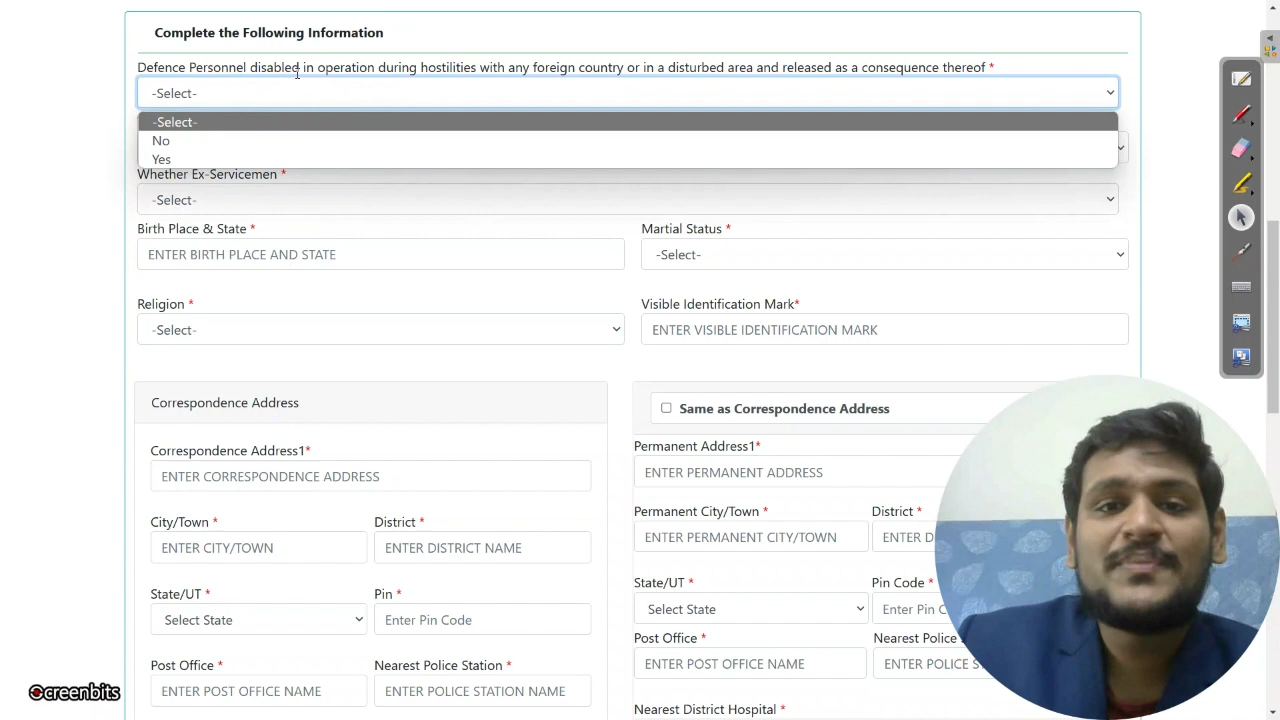 Complete the Following Information
Defence Personnel disabled in operation during hostilities with any foreign country or in a disturbed area and released as a consequence thereof *
-Select-
-Select-
No
Yes
Whether Ex-Servicemen *
-Select-
Birth Place & State *
Martial Status *
ENTER BIRTH PLACE AND STATE
-Select-
Religion *
Visible Identification Mark*
-Select-
ENTER VISIBLE IDENTIFICATION MARK
Correspondence Address
Same as Correspondence Address
Correspondence Address1*
Permanent Address1*
ENTER CORRESPONDENCE ADDRESS
ENTER PERMANENT ADDRESS
City/Town *
District *
Permanent City/Town *
District *
ENTER CITY/TOWN
ENTER DISTRICT NAME
ENTER PERMANENT CITY/TOWN
ENTER D
State/UT *
Pin *
State/UT *
Pin Code *
Select State
Enter Pin Code
Select State
Enter Pin C
Post Office *
Nearest Police Station *
Post Office *
Nearest Police
ENTER POST OFFICE NAME
ENTER POLICE STATION NAME
ENTER POST OFFICE NAME
ENTER POLICE S
Nearest District Hospital *
Screenbits